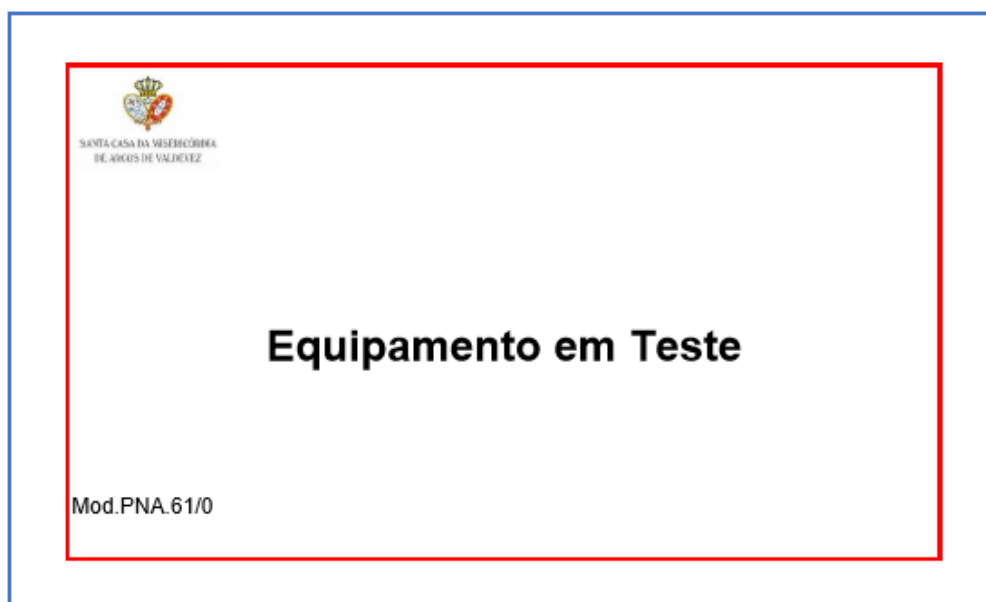 SANTA CASA DA MISERICÓRDIA
DE ARCOS DE VALDEVEZ
Equipamento em Teste
Mod.PNA.61/0